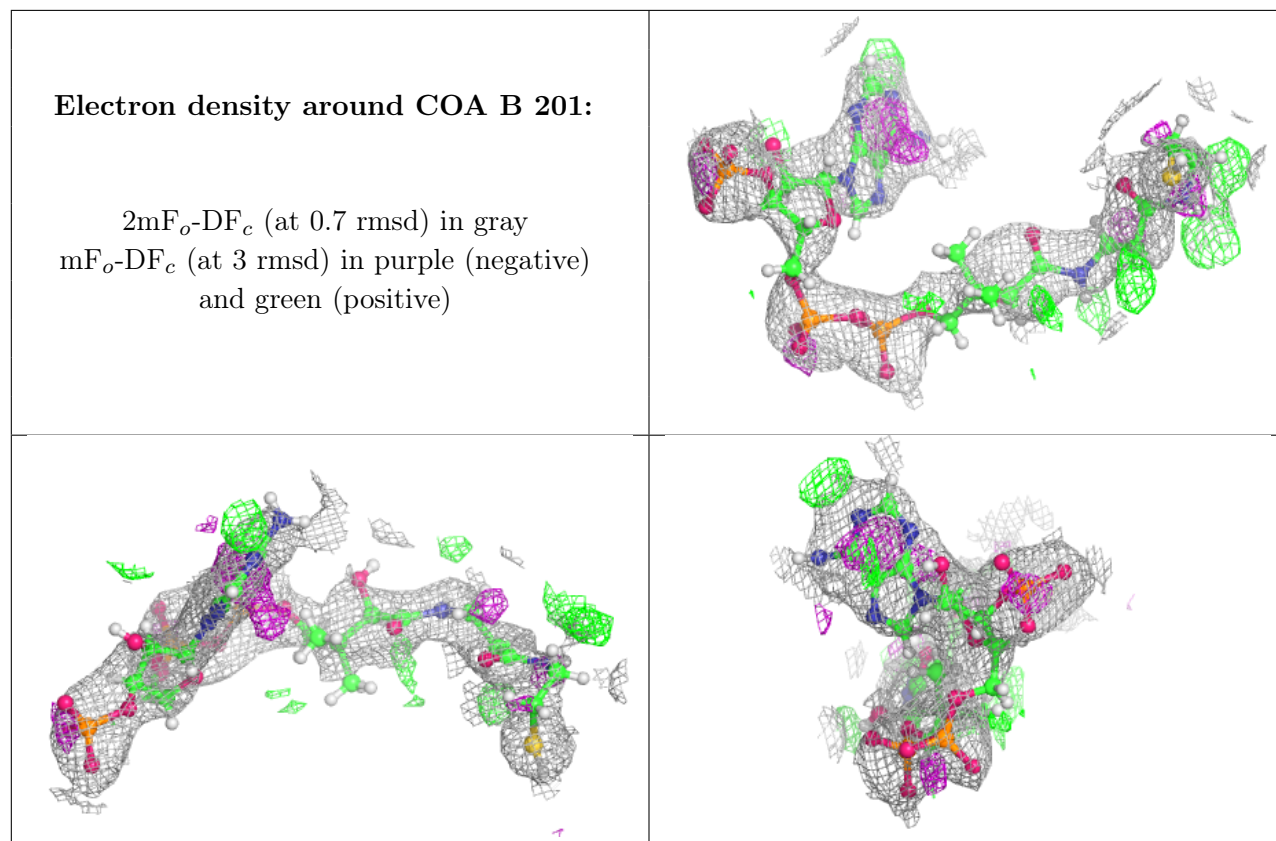 Electron density around COA B 201:
2mFo-DFc (at 0.7 rmsd) in gray
mFo-DFc (at 3 rmsd) in purple (negative)
and green (positive)